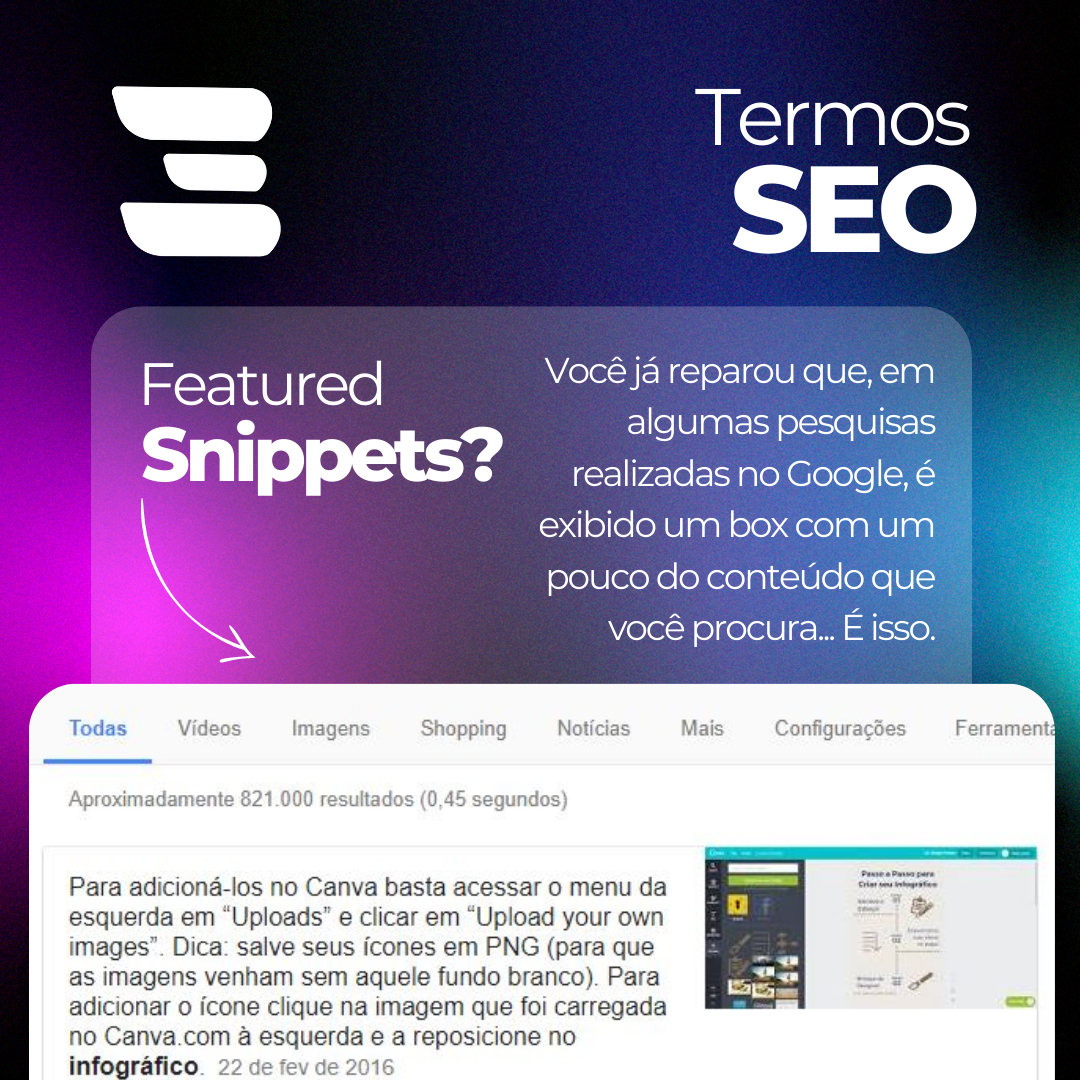 Termos
SEO
Featured
Snippets?
Você já reparou que, em
algumas pesquisas
realizadas no Google, é
exibido um box com um
pouco do conteúdo que
você procura... É isso.
Todas Vídeos Imagens Shopping Notícias Mais Configurações Ferramenta
Aproximadamente 821.000 resultados (0,45 segundos)
Para adicioná-los no Canva basta acessar o menu da
esquerda em “Uploads” e clicar em “Upload your own
images”. Dica: salve seus ícones em PNG (para que
as imagens venham sem aquele fundo branco). Para
adicionar o ícone clique na imagem que foi carregada
no Canva.com à esquerda e a reposicione no
infográfico. 22 de fev de 2016
Passo a Passo para
Criar seu Infográfico